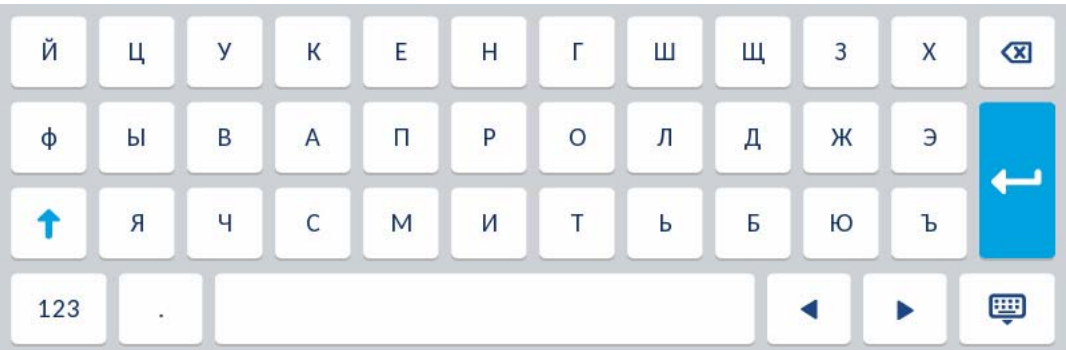 Й Ц У К Е Н Г Ш Щ З Х
ф Ы В А П Р О Л Д Ж Э
Я Ч С М И Т Ь Б Ю Ъ
123 .